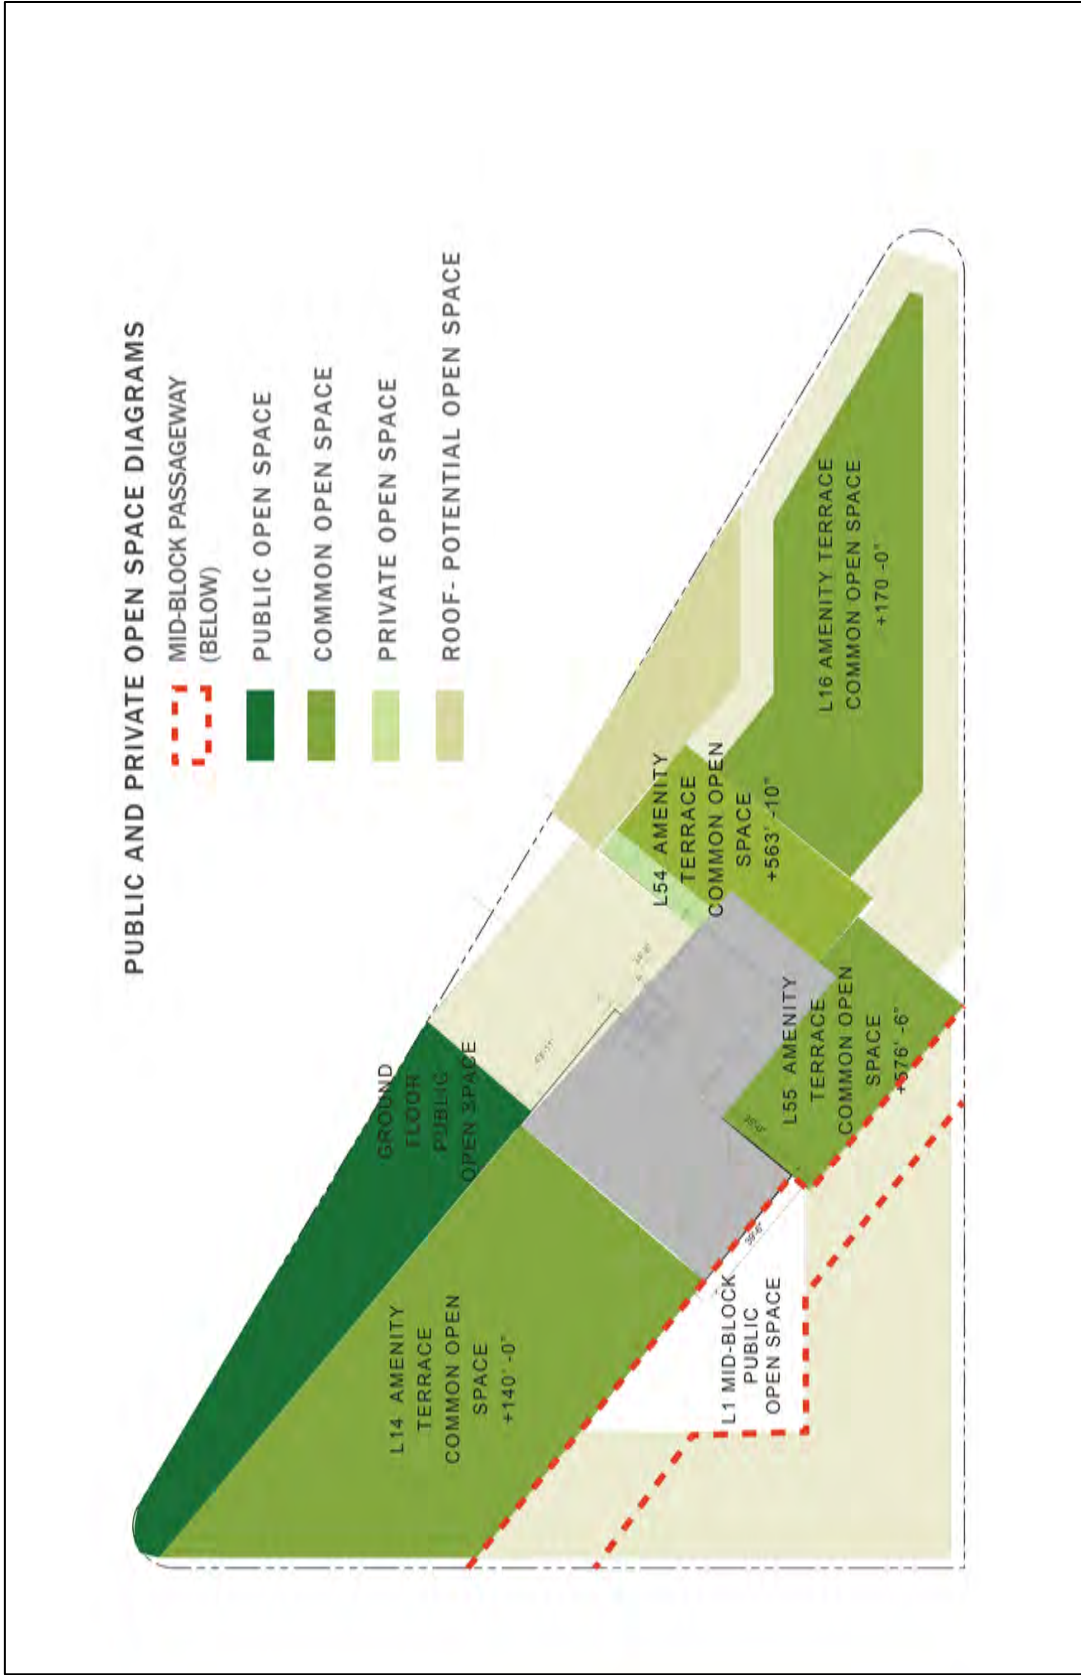 PUBLIC AND PRIVATE OPEN SPACE DIAGRAMS
MID-BLOCK PASSAGEWAY
(BELOW)
PUBLIC OPEN SPACE
COMMON OPEN SPACE
PRIVATE OPEN SPACE
ROOF- POTENTIAL OPEN SPACE
GROUND
FLOOR
PUBLIC
OPEN SPACE
L14 AMENITY
TERRACE
COMMON OPEN
SPACE
+140' -0"
L54 AMENITY
TERRACE
COMMON OPEN
SPACE
+563' -10"
L16 AMENITY TERRACE
COMMON OPEN SPACE
+170 -0"
L55 AMENITY
TERRACE
COMMON OPEN
SPACE
+576' -6"
L1 MID-BLOCK
PUBLIC
OPEN SPACE
39'-6"